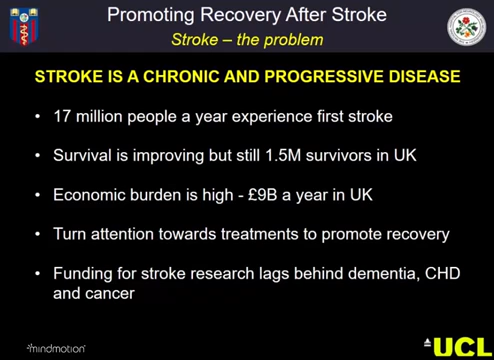 Promoting Recovery After Stroke
Stroke – the problem
STROKE IS A CHRONIC AND PROGRESSIVE DISEASE
• 17 million people a year experience first stroke
• Survival is improving but still 1.5M survivors in UK
• Economic burden is high - £9B a year in UK
• Turn attention towards treatments to promote recovery
• Funding for stroke research lags behind dementia, CHD
and cancer
mindmotion
UCL